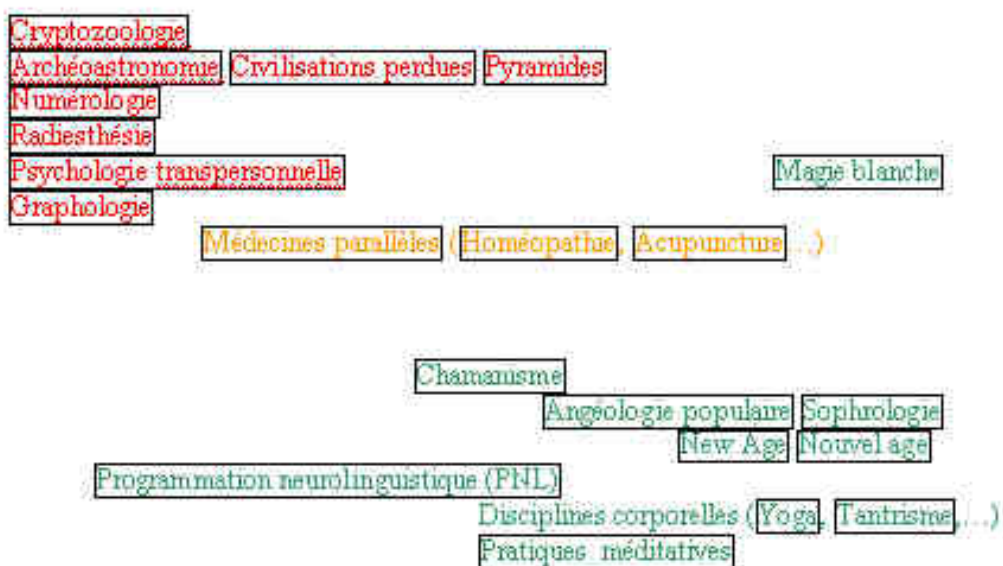 Cryptozoologie
Archéoastronomie Civilisations perdues Pyramides
Numérologie
Radiesthésie
Psychologie transpersonnelle Magie blanche
Graphologie
Médecines parallèles (Homéopathie, Acupuncture...)
Chamanisme
Angéologie populaire Sophrologie
New Age Nouvel age
Programmation neurolinguistique (PNL)
Disciplines corporelles (Yoga, Tantrisme,...)
Pratiques méditatives